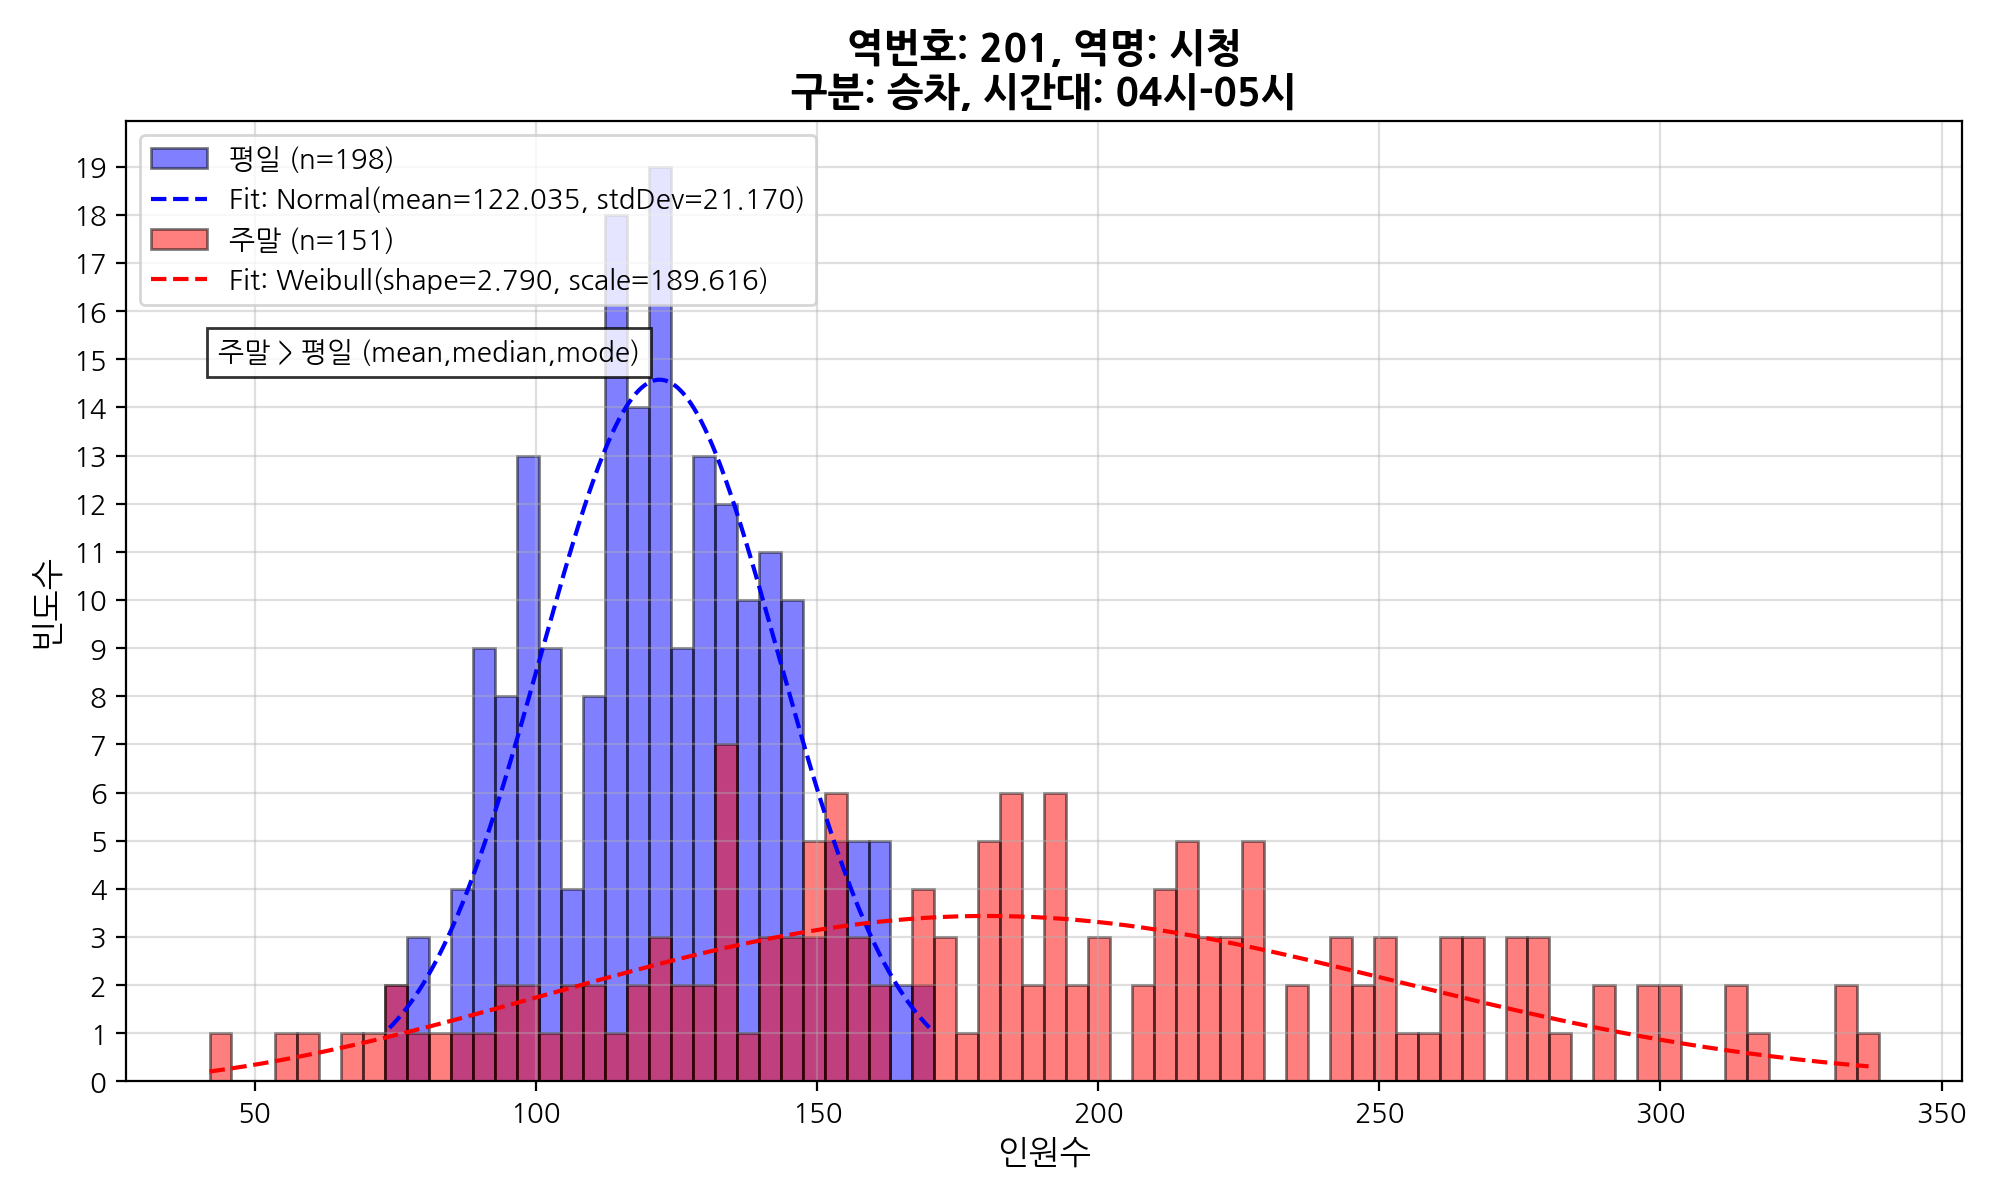 역번호: 201, 역명: 시청
구분: 승차, 시간대: 04시-05시
평일 (n=198)
Fit: Normal(mean=122.035, stdDev=21.170)
주말 (n=151)
Fit: Weibull(shape=2.790, scale=189.616)
주말 > 평일 (mean,median,mode)
빈도수
19
18
17
16
15
14
13
12
11
10
9
8
7
6
5
4
3
2
1
0
50 100 150 200 250 300 350
인원수